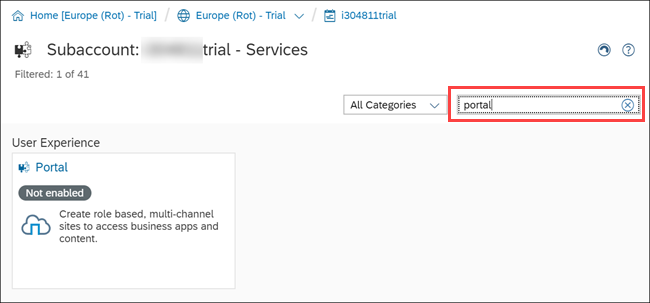 Home [Europe (Rot) - Trial] / Europe (Rot) - Trial / i304811trial
Subaccount: trial - Services
Filtered: 1 of 41
All Categories portal
User Experience
Portal
Not enabled
Create role based, multi-channel
sites to access business apps and
content.